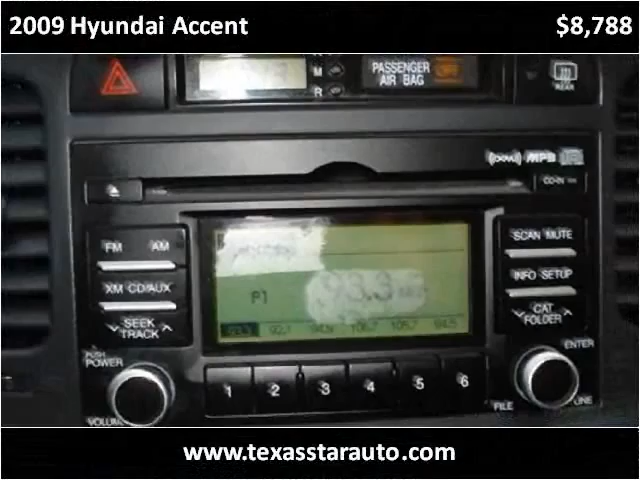 2009 Hyundai Accent $8,788
M
R
PASSENGER
AIR BAG
REAR
MP3
CD-IN
FM AM
SCAN MUTE
XM CD/AUX
INFO SETUP
SEEK
TRACK
CAT
FOLDER
P1
93.3
PUSH
POWER
ENTER
1 2 3 4 5 6
VOLUME
FILE
www.texasstarauto.com